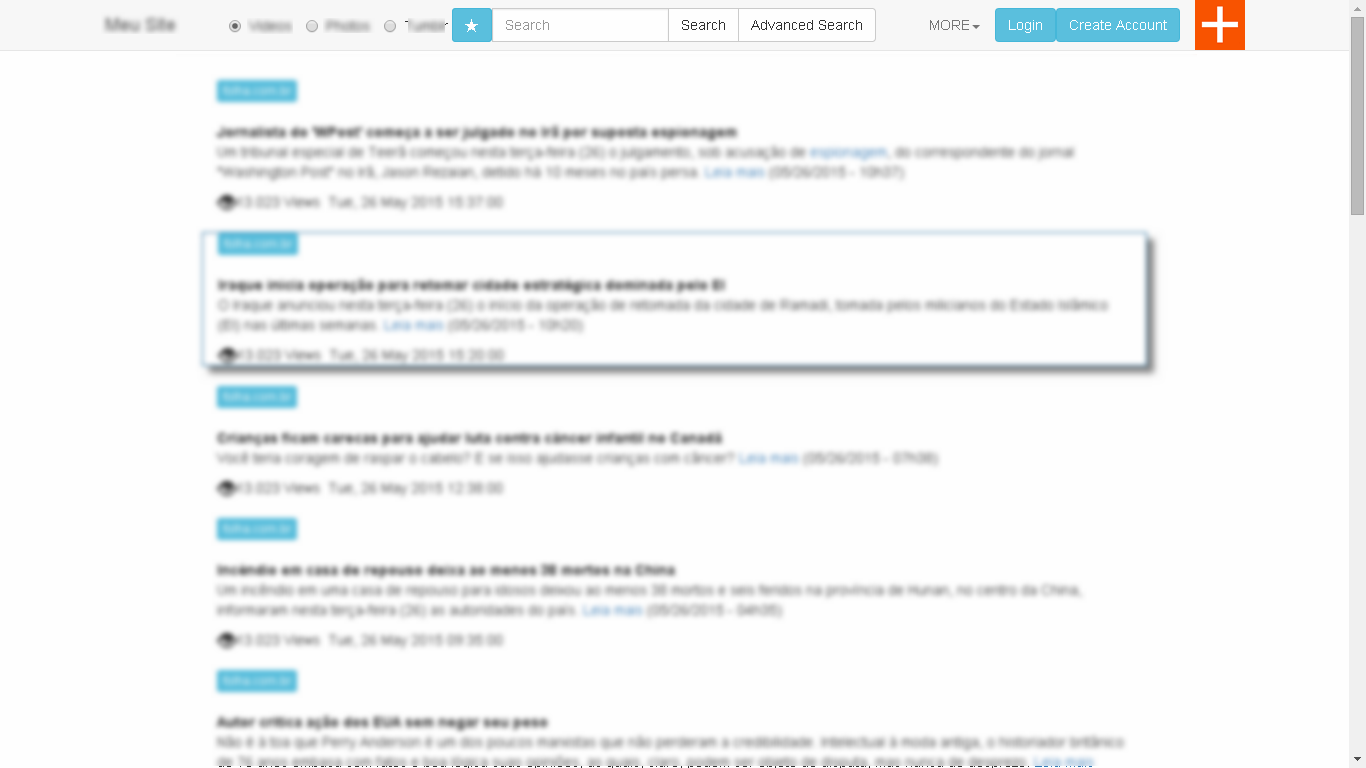 Meu Site Videos Photos Tumblr Search Search Advanced Search MORE Login Create Account
folha.com.br
Jornalista do 'WPost' começa a ser julgado no Irã por suposta espionagem
Um tribunal especial de Teerã começou nesta terça-feira (26) o julgamento, sob acusação de espionagem, do correspondente do jornal
"Washington Post" no Irã, Jason Rezaian, detido há 10 meses no país persa. Leia mais (05/26/2015 - 10h37)
Views Tue, 26 May 2015 15:37:00
folha.com.br
Iraque inicia operação para retomar cidade estratégica dominada pelo EI
O Iraque anunciou nesta terça-feira (26) o início da operação de retomada da cidade de Ramadi, tomada pelos milicianos do Estado Islâmico
(EI) nas últimas semanas. Leia mais (05/26/2015 - 10h20)
Views Tue, 26 May 2015 15:20:00
folha.com.br
Crianças ficam carecas para ajudar luta contra câncer infantil no Canadá
Você teria coragem de raspar o cabelo? E se isso ajudasse crianças com câncer? Leia mais (05/26/2015 - 07h38)
Views Tue, 26 May 2015 12:38:00
folha.com.br
Incêndio em casa de repouso deixa ao menos 38 mortos na China
Um incêndio em uma casa de repouso para idosos deixou ao menos 38 mortos e seis feridos na província de Hunan, no centro da China,
informaram nesta terça-feira (26) as autoridades do país. Leia mais (05/26/2015 - 04h35)
Views Tue, 26 May 2015 09:35:00
folha.com.br
Autor critica ação dos EUA sem negar seu peso
Não é à toa que Perry Anderson é um dos poucos marxistas que não perderam a credibilidade. Intelectual à moda antiga, o historiador britânico
Leia mais